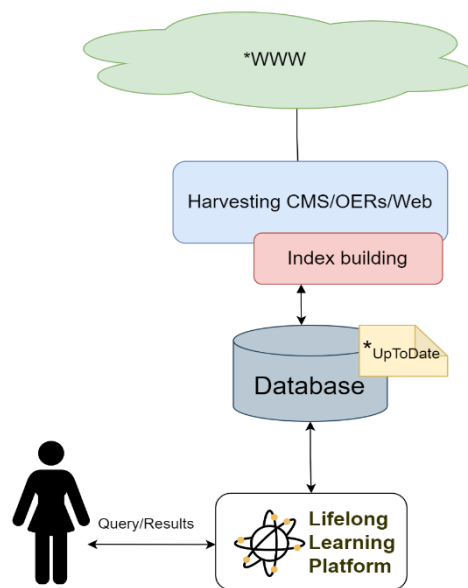 *WWW
Harvesting CMS/OERs/Web
Index building
*UpToDate
Database
Query/Results
Lifelong
Learning
Platform